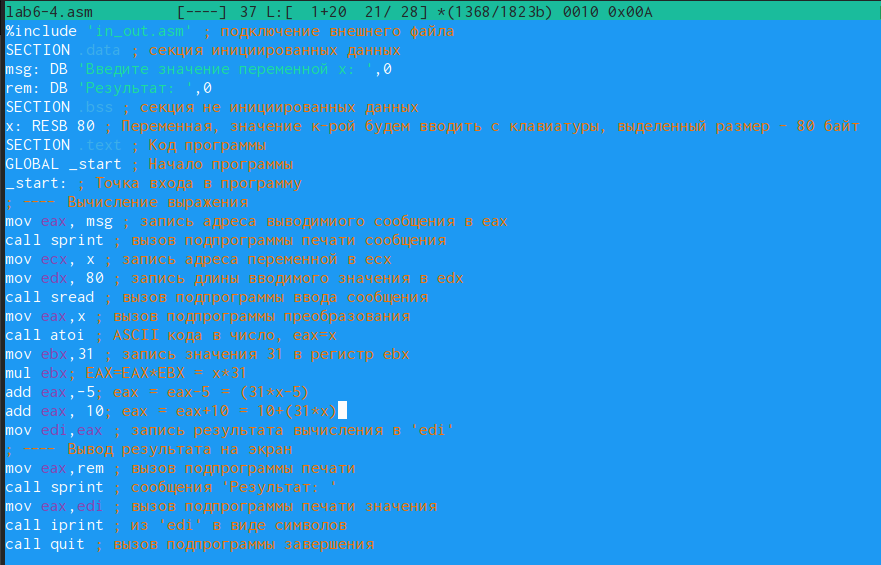 lab6-4.asm [----] 37 L:[ 1+20 21/ 28] *(1368/1823b) 0010 0x00A
%include 'in_out.asm' ; подключение внешнего файла
SECTION .data ; секция инициированных данных
msg: DB 'Введите значение переменной x: ',0
rem: DB 'Результат: ',0
SECTION .bss ; секция не инициированных данных
x: RESB 80 ; Переменная, значение к-рой будем вводить с клавиатуры, выделенный размер - 80 байт
SECTION .text ; Код программы
GLOBAL _start ; Начало программы
_start: ; Точка входа в программу
; ---- Вычисление выражения
mov eax, msg ; запись адреса выводимиого сообщения в eax
call sprint ; вызов подпрограммы печати сообщения
mov ecx, x ; запись адреса переменной в ecx
mov edx, 80 ; запись длины вводимого значения в edx
call sread ; вызов подпрограммы ввода сообщения
mov eax,x ; вызов подпрограммы преобразования
call atoi ; ASCII кода в число, eax=x
mov ebx,31 ; запись значения 31 в регистр ebx
mul ebx; EAX=EAX*EBX = x*31
add eax,-5; eax = eax-5 = (31*x-5)
add eax, 10; eax = eax+10 = 10+(31*x)
mov edi,eax ; запись результата вычисления в 'edi'
; ---- Вывод результата на экран
mov eax,rem ; вызов подпрограммы печати
call sprint ; сообщения 'Результат: '
mov eax,edi ; вызов подпрограммы печати значения
call iprint ; из 'edi' в виде символов
call quit ; вызов подпрограммы завершения